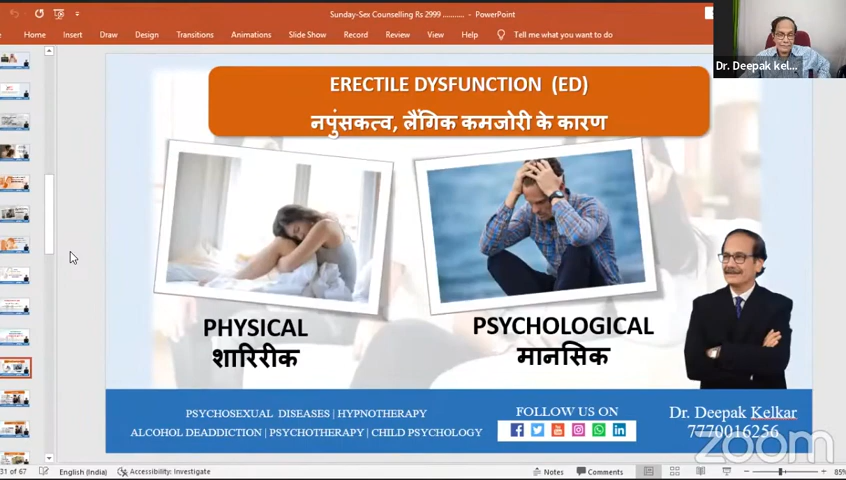 Sunday-Sex Counselling Rs 2999 ........... - PowerPoint
Home Insert Draw Design Transitions Animations Slide Show Record Review View Help Tell me what you want to do
Dr. Deepak kel...
ERECTILE DYSFUNCTION (ED)
नपुंसकत्व, लैंगिक कमजोरी के कारण
PHYSICAL
शारिरीक
PSYCHOLOGICAL
मानसिक
PSYCHOSEXUAL DISEASES | HYPNOTHERAPY
ALCOHOL DEADDICTION | PSYCHOTHERAPY | CHILD PSYCHOLOGY
FOLLOW US ON
Dr. Deepak Kelkar
7770016256
zoom
31 of 67 English (India) Accessibility: Investigate Notes Comments 85%